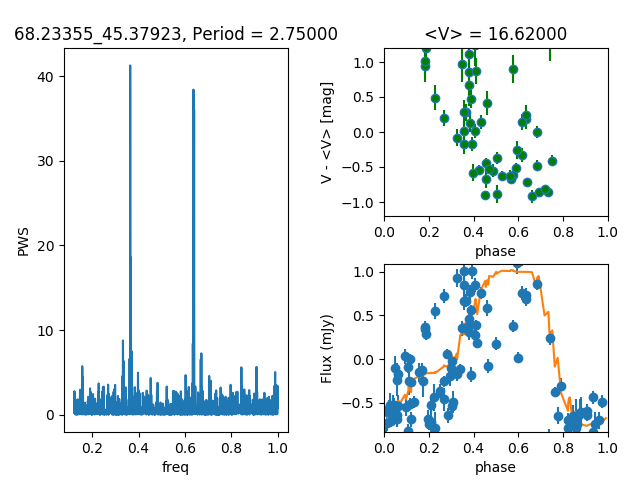 68.23355_45.37923, Period = 2.75000
<V> = 16.62000
PWS
40
30
20
10
0
0.2 0.4 0.6 0.8 1.0
freq
V - <V> [mag]
1.0
0.5
0.0
−0.5
−1.0
0.0 0.2 0.4 0.6 0.8 1.0
phase
Flux (mJy)
1.0
0.5
0.0
−0.5
0.0 0.2 0.4 0.6 0.8 1.0
phase